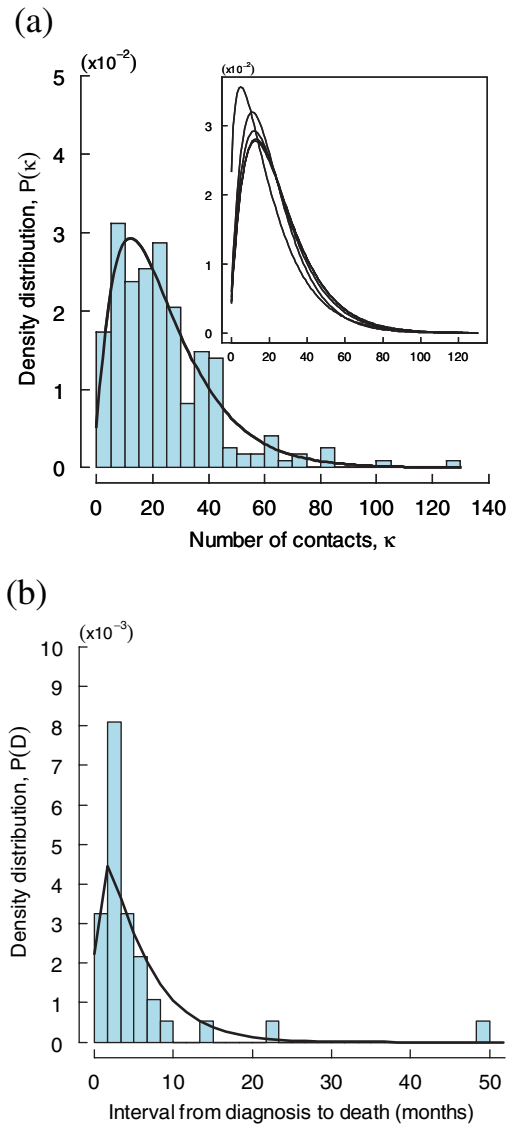 (a)
(x10⁻²)
5
4
3
2
1
0
Density distribution, P(κ)
0 20 40 60 80 100 120 140
Number of contacts, κ
(x10⁻²)
3
2
1
0
0 20 40 60 80 100 120
(b)
(x10⁻³)
10
9
8
7
6
5
4
3
2
1
0
Density distribution, P(D)
0 10 20 30 40 50
Interval from diagnosis to death (months)